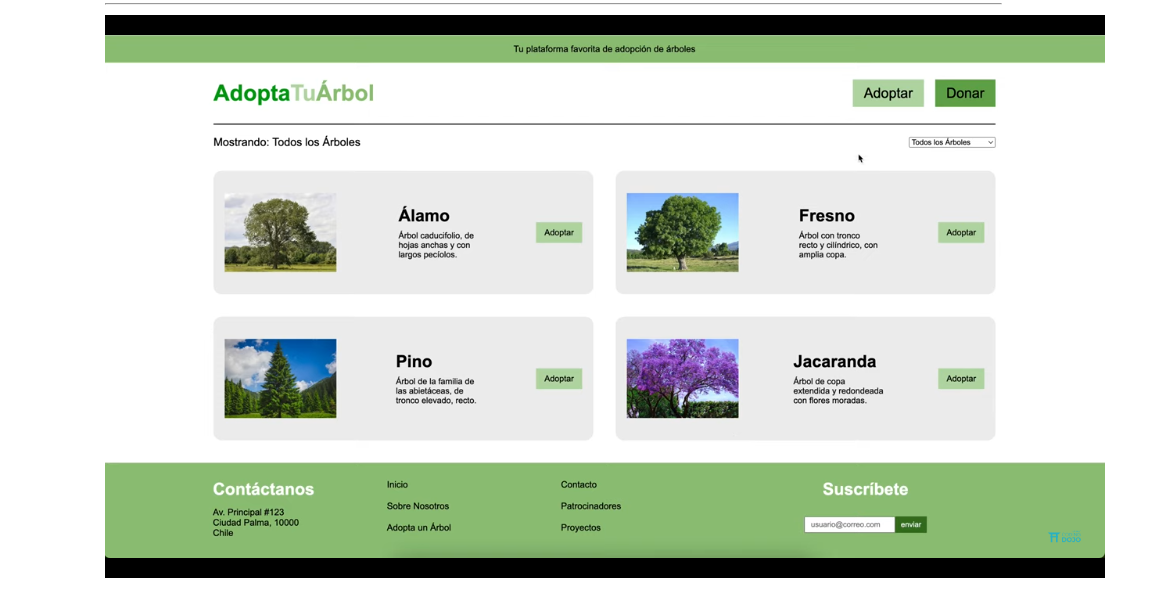 Tu plataforma favorita de adopción de árboles
AdoptaTuÁrbol
Adoptar
Donar
Mostrando: Todos los Árboles
Todos los Árboles
Álamo
Árbol caducifolio, de
hojas anchas y con
largos pecíolos.
Adoptar
Fresno
Árbol con tronco
recto y cilíndrico, con
amplia copa.
Adoptar
Pino
Árbol de la familia de
las abietáceas, de
tronco elevado, recto.
Adoptar
Jacaranda
Árbol de copa
extendida y redondeada
con flores moradas.
Adoptar
Contáctanos
Av. Principal #123
Ciudad Palma, 10000
Chile
Inicio
Sobre Nosotros
Adopta un Árbol
Contacto
Patrocinadores
Proyectos
Suscríbete
usuario@correo.com
enviar
DOJO